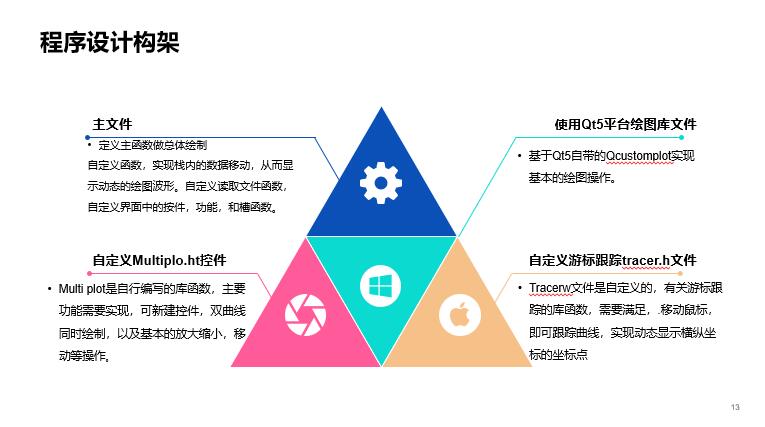 程序设计构架
主文件
• 定义主函数做总体绘制
自定义函数，实现栈内的数据移动，从而显
示动态的绘图波形。自定义读取文件函数，
自定义界面中的按件，功能，和槽函数。
使用Qt5平台绘图库文件
• 基于Qt5自带的Qcustomplot实现
基本的绘图操作。
自定义Multiplo.ht控件
• Multi plot是自行编写的库函数，主要
功能需要实现，可新建控件，双曲线
同时绘制，以及基本的放大缩小，移
动等操作。
自定义游标跟踪tracer.h文件
• Tracerw文件是自定义的，有关游标跟
踪的库函数，需要满足， 移动鼠标，
即可跟踪曲线，实现动态显示横纵坐
标的坐标点
13